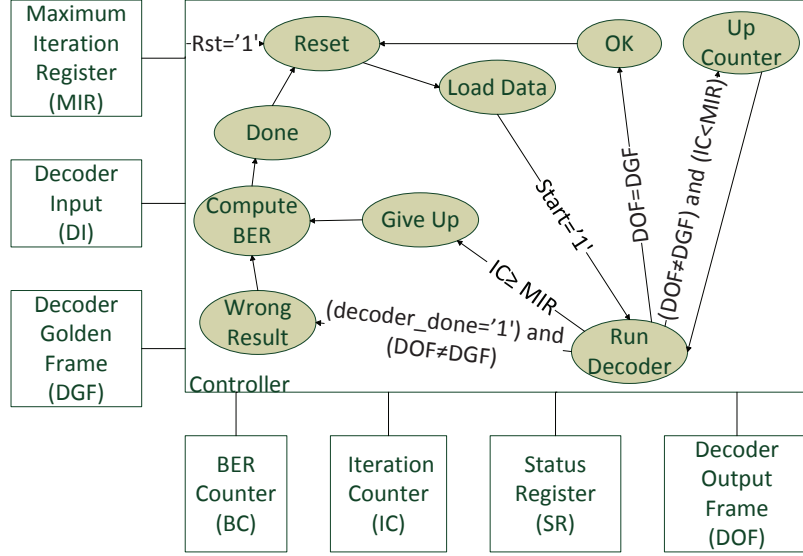 Maximum
Iteration
Register
(MIR)
Decoder
Input
(DI)
Decoder
Golden
Frame
(DGF)
Rst='1'
Reset
OK
Up
Counter
Load Data
Done
Compute
BER
Give Up
Wrong
Result
Run
Decoder
Start='1'
DOF=DGF
(DOF≠DGF) and (IC<MIR)
IC≥ MIR
(decoder_done='1') and
(DOF≠DGF)
Controller
BER
Counter
(BC)
Iteration
Counter
(IC)
Status
Register
(SR)
Decoder
Output
Frame
(DOF)